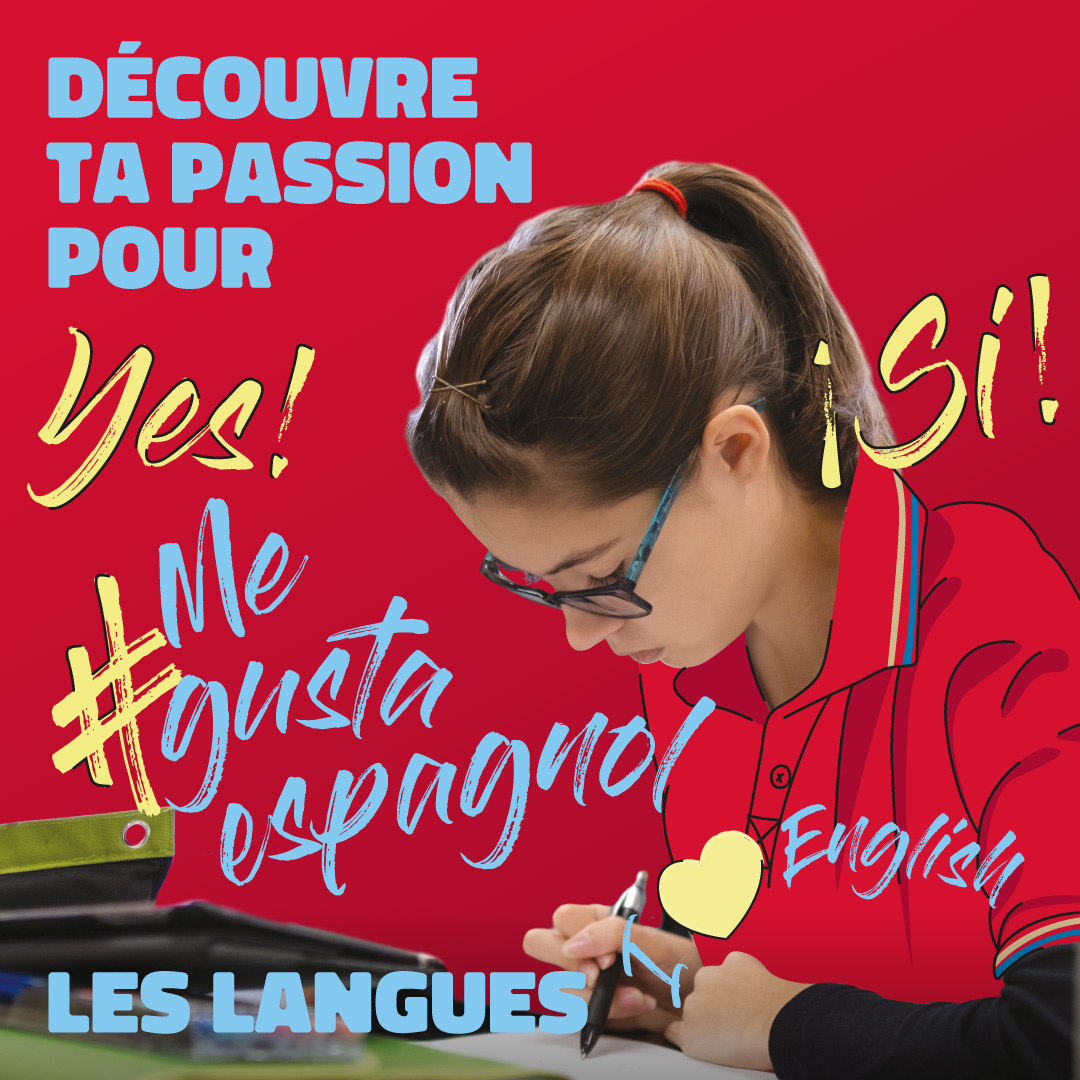 DÉCOUVRE
TA PASSION
POUR
Yes!
¡Sí!
#Me
gusta
espagnol
I
English
LES LANGUES